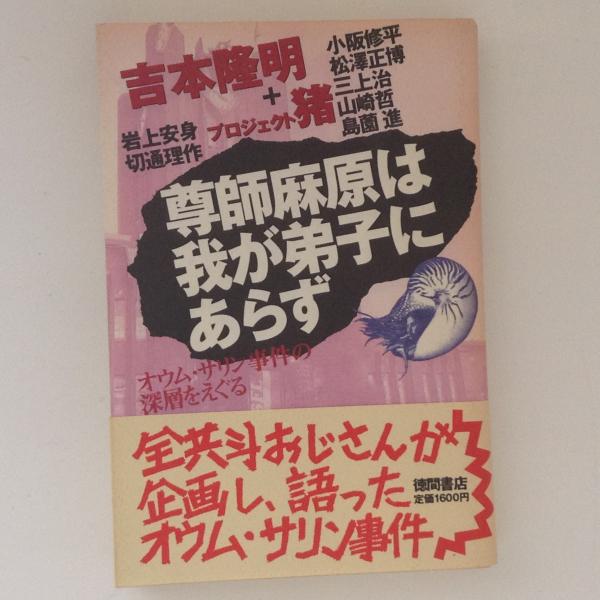 吉本隆明
+
プロジェクト猪
小阪修平
松澤正博
三上治
山崎哲
島薗進
岩上安身
切通理作
尊師麻原は
我が弟子に
あらず
オウム・サリン事件の
深層をえぐる
全共斗おじさんが
企画し、語った
オウム・サリン事件
徳間書店
定価1600円